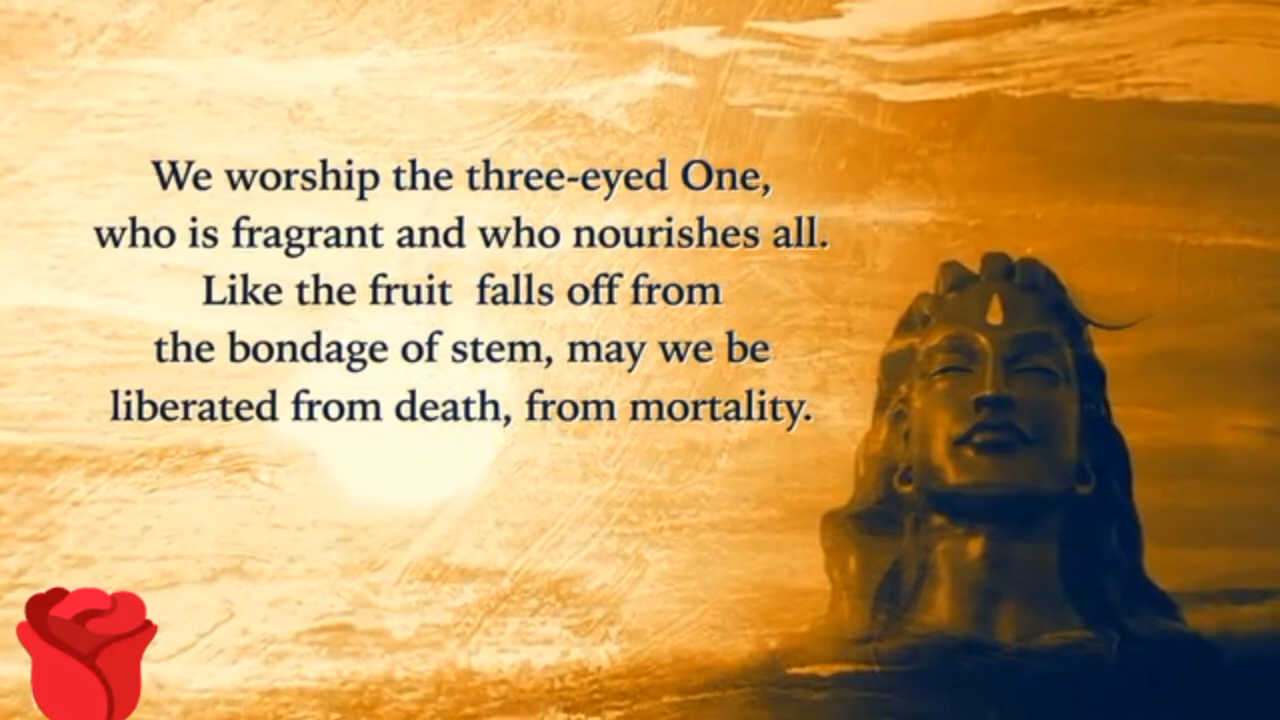 We worship the three-eyed One,
who is fragrant and who nourishes all.
Like the fruit  falls off from
the bondage of stem, may we be
liberated from death, from mortality.